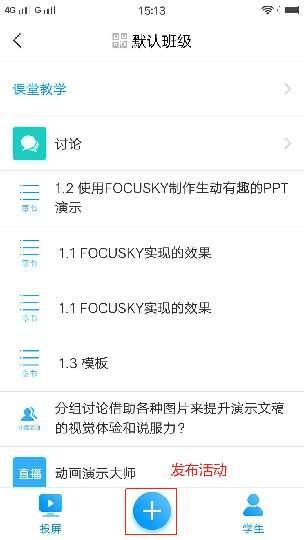 4G G 15:13
默认班级
课堂教学
讨论
1.2 使用FOCUSKY制作生动有趣的PPT
演示
章节
1.1 FOCUSKY实现的效果
章节
1.1 FOCUSKY实现的效果
章节
1.3 模板
章节
分组讨论借助各种图片来提升演示文稿
的视觉体验和说服力？
直播 动画演示大师
发布活动
投屏 学生